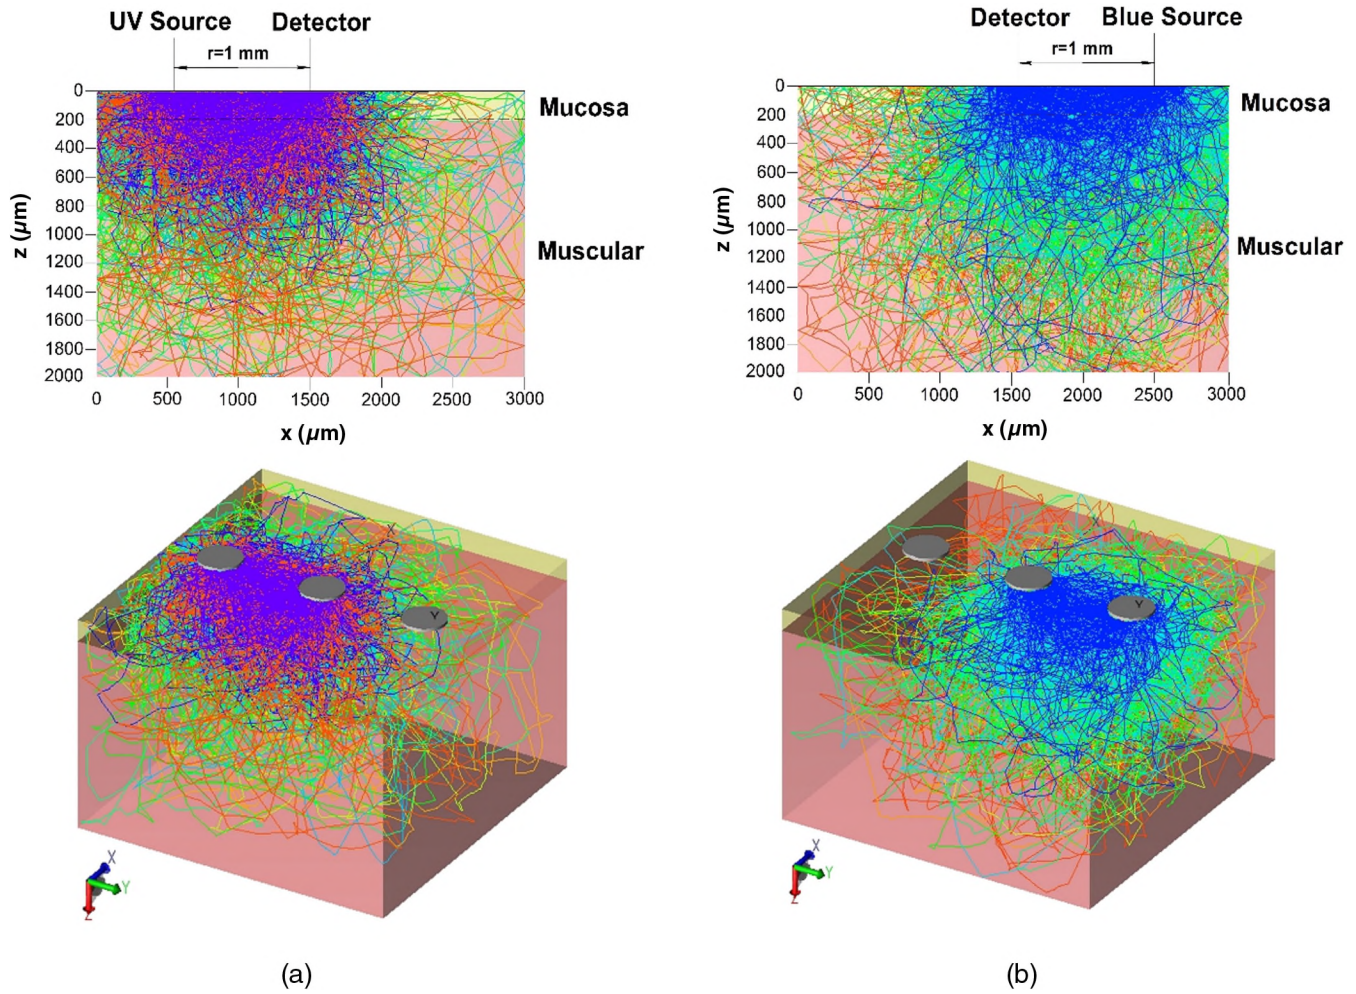 UV Source Detector
r=1 mm
0
200
400
600
800
1000
1200
1400
1600
1800
2000
z (µm)
Mucosa
Muscular
0 500 1000 1500 2000 2500 3000
x (µm)
Detector Blue Source
r=1 mm
0
200
400
600
800
1000
1200
1400
1600
1800
2000
z (µm)
Mucosa
Muscular
0 500 1000 1500 2000 2500 3000
x (µm)
X
Y
X
Y
Z
X
Y
X
Y
Z
(a)
(b)